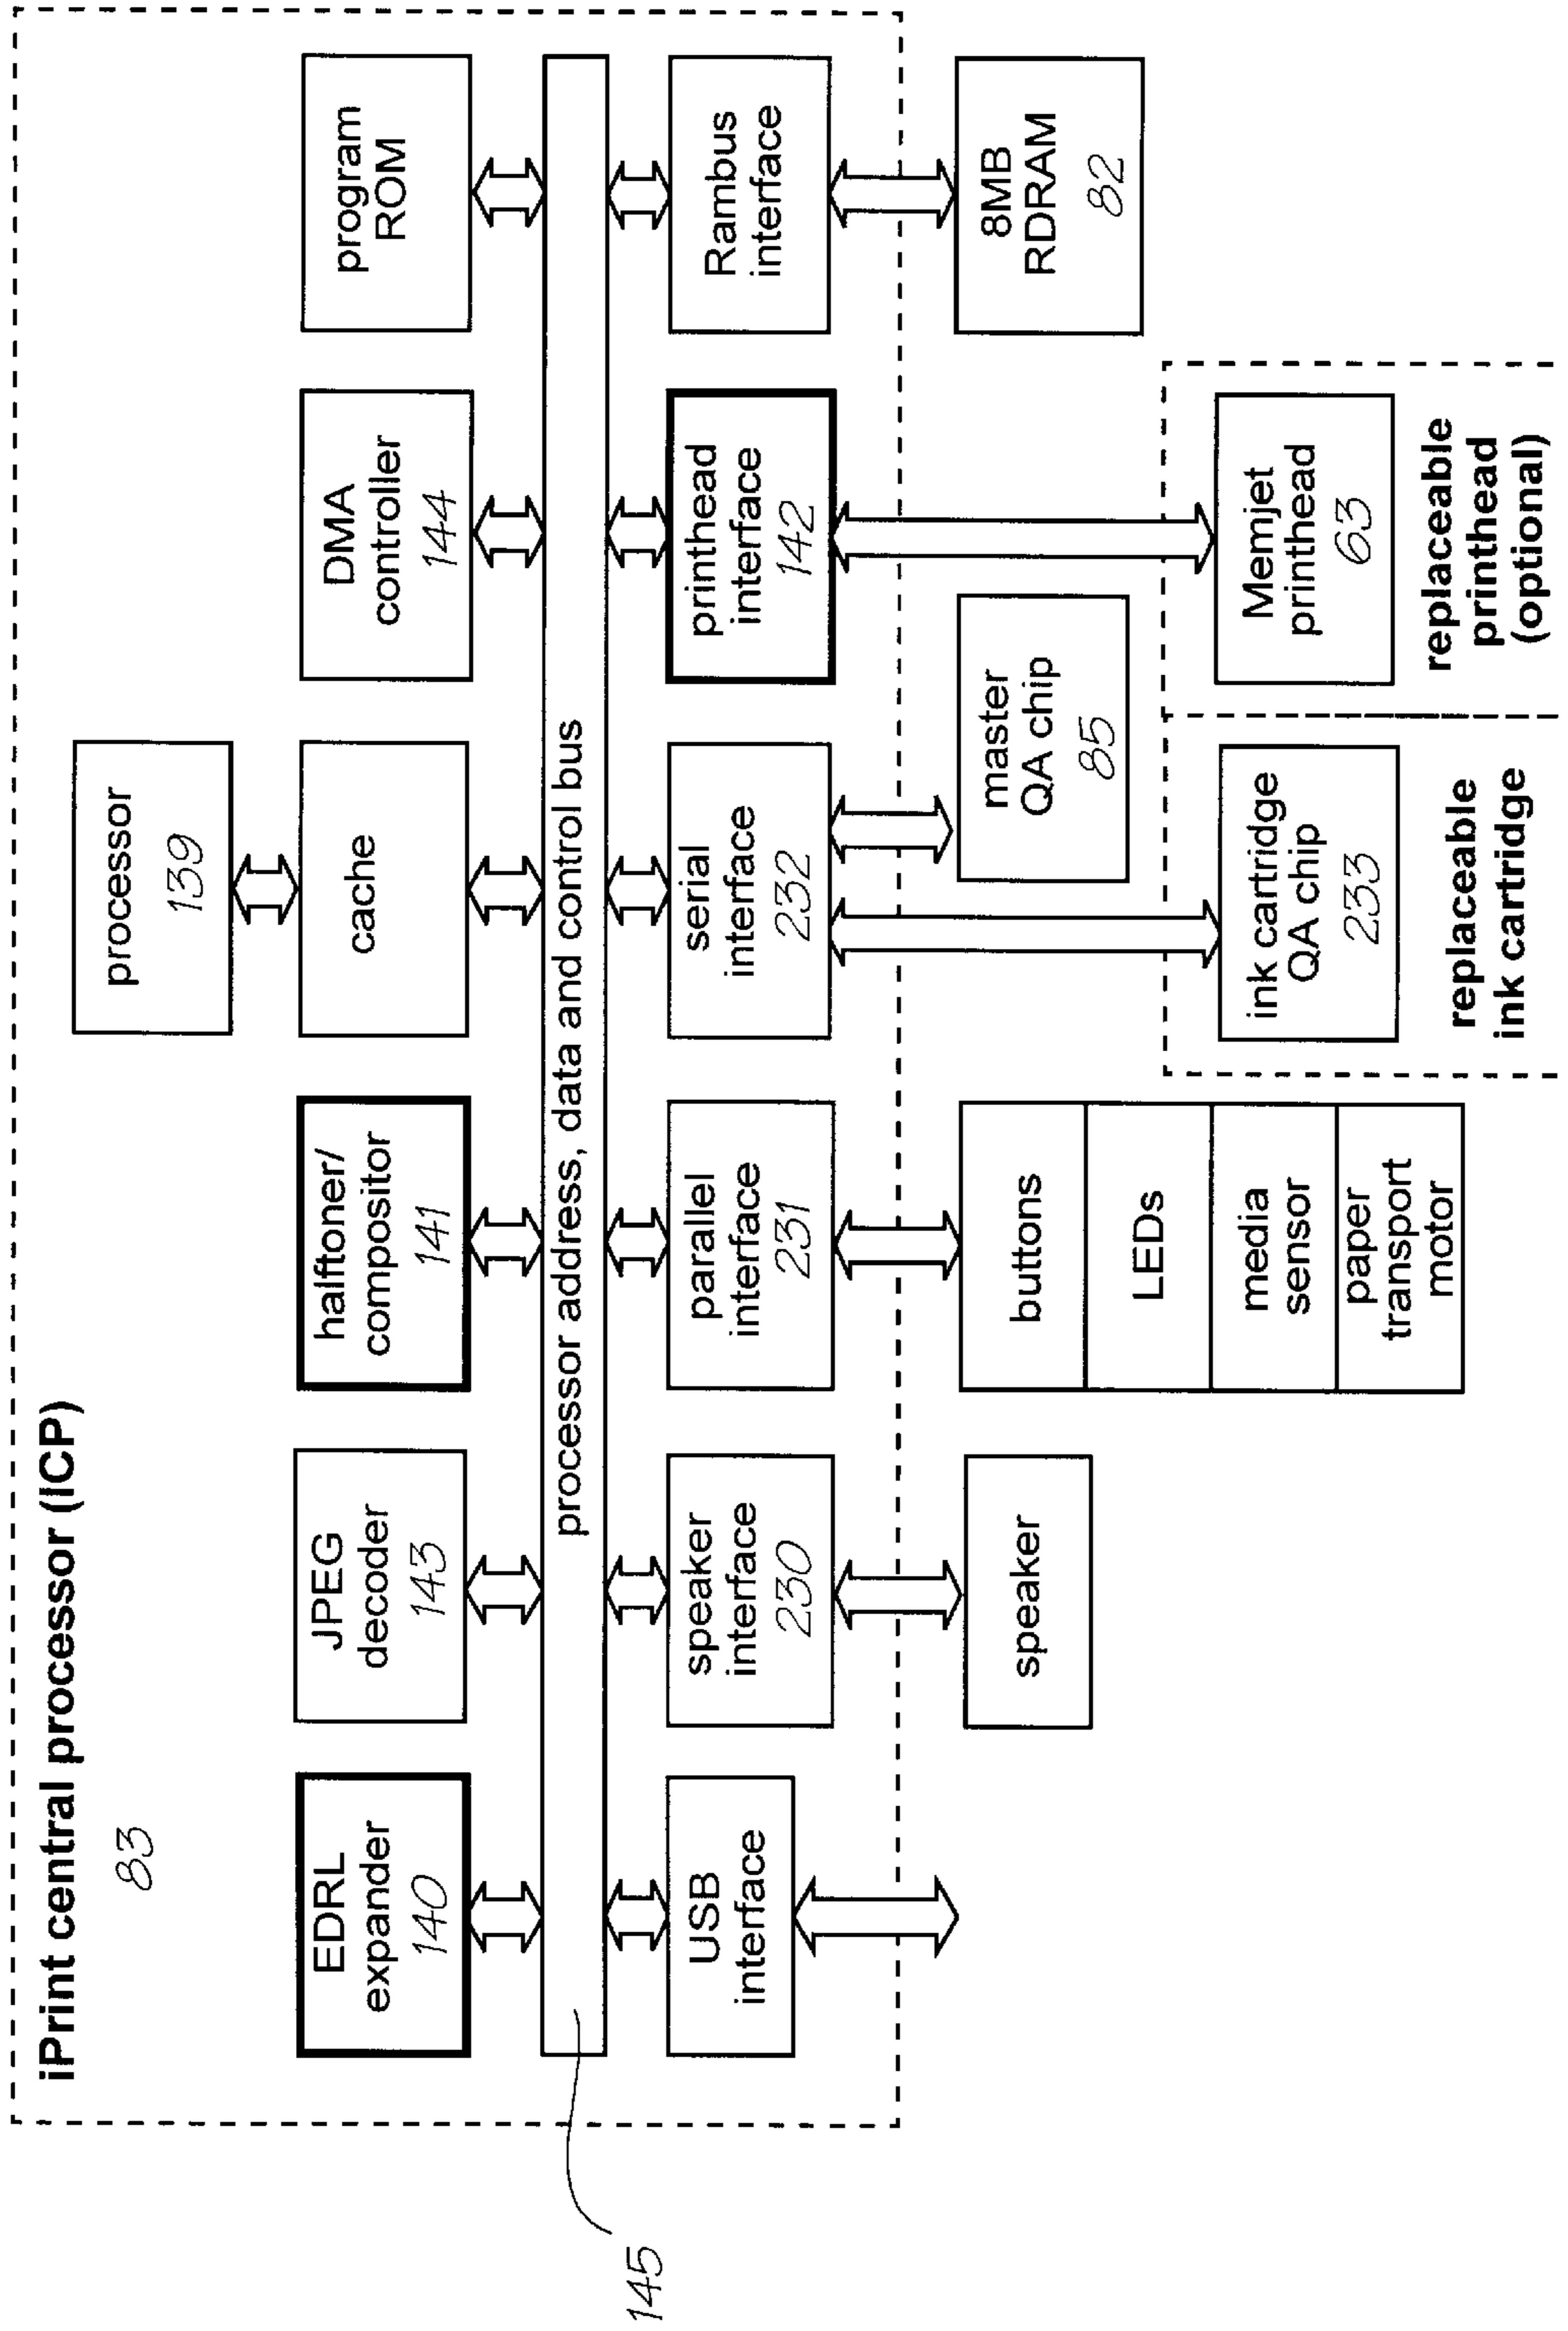 iPrint central processor (ICP)
83
processor
139
EDRL
expander
140
JPEG
decoder
143
halftoner/
compositor
141
cache
DMA
controller
144
program
ROM
processor address, data and control bus
145
USB
interface
speaker
interface
230
parallel
interface
231
serial
interface
232
printhead
interface
142
Rambus
interface
speaker
buttons
LEDs
media
sensor
paper
transport
motor
master
QA chip
85
8MB
RDRAM
82
ink cartridge
QA chip
233
replaceable
ink cartridge
Memjet
printhead
63
replaceable
printhead
(optional)